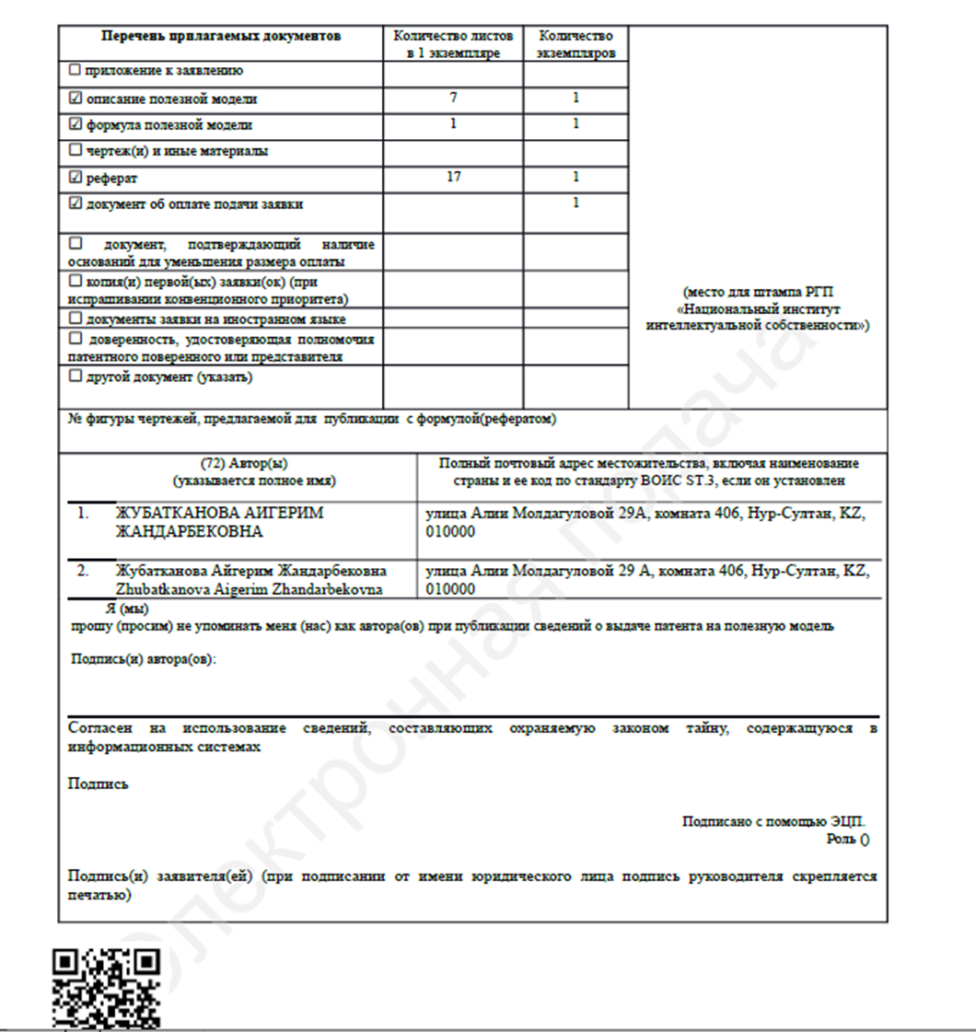 Перечень прилагаемых документов
Количество листов в 1 экземпляре
Количество экземпляров
☐ приложение к заявлению
☑ описание полезной модели 7 1
☑ формула полезной модели 1 1
☐ чертеж(и) и иные материалы
☑ реферат 17 1
☑ документ об оплате подачи заявки 1
☐ документ, подтверждающий наличие
оснований для уменьшения размера оплаты
☐ копия(и) первой(ых) заявки(ок) (при
испрашивании конвенционного приоритета)
☐ документы заявки на иностранном языке
☐ доверенность, удостоверяющая полномочия
патентного поверенного или представителя
☐ другой документ (указать)
(место для штампа РГП
«Национальный институт
интеллектуальной собственности»)
№ фигуры чертежей, предлагаемой для публикации с формулой(рефератом)
(72) Автор(ы)
(указывается полное имя)
Полный почтовый адрес местожительства, включая наименование
страны и ее код по стандарту ВОИС ST.3, если он установлен
1. ЖУБАТКАНОВА АИГЕРИМ
ЖАНДАРБЕКОВНА
улица Алии Молдагуловой 29А, комната 406, Нур-Султан, KZ,
010000
2. Жубатканова Айгерим Жандарбековна
Zhubatkanova Aigerim Zhandarbekovna
улица Алии Молдагуловой 29 А, комната 406, Нур-Султан, KZ,
010000
Я (мы)
прошу (просим) не упоминать меня (нас) как автора(ов) при публикации сведений о выдаче патента на полезную модель
Подпись(и) автора(ов):
Согласен на использование сведений, составляющих охраняемую законом тайну, содержащуюся в
информационных системах
Подпись
Подписано с помощью ЭЦП.
Роль ()
Подпись(и) заявителя(ей) (при подписании от имени юридического лица подпись руководителя скрепляется
печатью)
Электронная подача